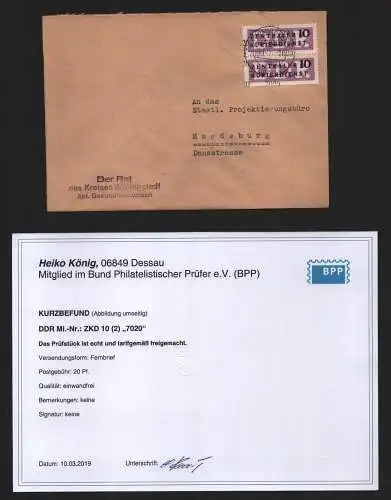 ZENTRALER 10
KURIERDIENST
ZENTRALER 10
KURIERDIENST
An das
Staatl. Projektierungsbüro
Magdeburg
Domstrasse
Der Rat
des Kreises
Heiko König, 06849 Dessau
Mitglied im Bund Philatelistischer Prüfer e.V. (BPP)
BPP
KURZBEFUND (Abbildung umseitig)
DDR Mi.-Nr.: ZKD 10 (2) „7020“
Das Prüfstück ist echt und tarifgemäß freigemacht.
Versendungsform: Fernbrief
Postgebühr: 20 Pf.
Qualität: einwandfrei
Bemerkungen: keine
Signatur: keine
Datum: 10.03.2019 Unterschrift: